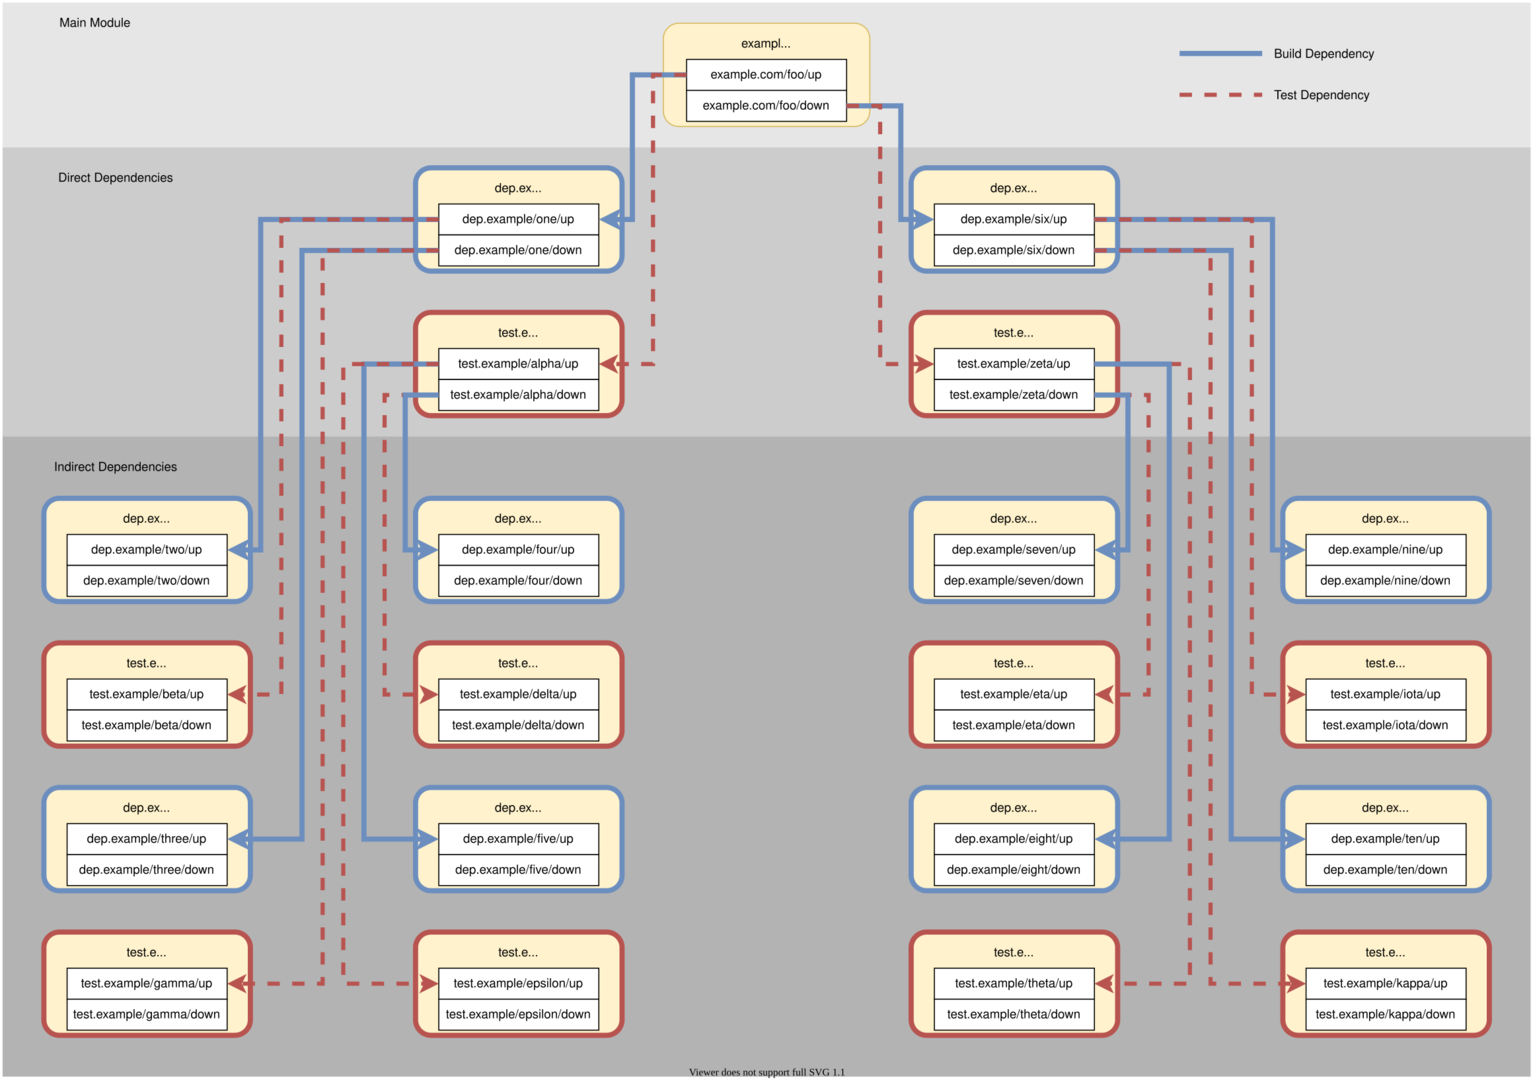 Main Module
exampl...
example.com/foo/up
example.com/foo/down
Build Dependency
Test Dependency
Direct Dependencies
dep.ex...
dep.example/one/up
dep.example/one/down
dep.ex...
dep.example/six/up
dep.example/six/down
test.e...
test.example/alpha/up
test.example/alpha/down
test.e...
test.example/zeta/up
test.example/zeta/down
Indirect Dependencies
dep.ex...
dep.example/two/up
dep.example/two/down
dep.ex...
dep.example/four/up
dep.example/four/down
dep.ex...
dep.example/seven/up
dep.example/seven/down
dep.ex...
dep.example/nine/up
dep.example/nine/down
test.e...
test.example/beta/up
test.example/beta/down
test.e...
test.example/delta/up
test.example/delta/down
test.e...
test.example/eta/up
test.example/eta/down
test.e...
test.example/iota/up
test.example/iota/down
dep.ex...
dep.example/three/up
dep.example/three/down
dep.ex...
dep.example/five/up
dep.example/five/down
dep.ex...
dep.example/eight/up
dep.example/eight/down
dep.ex...
dep.example/ten/up
dep.example/ten/down
test.e...
test.example/gamma/up
test.example/gamma/down
test.e...
test.example/epsilon/up
test.example/epsilon/down
test.e...
test.example/theta/up
test.example/theta/down
test.e...
test.example/kappa/up
test.example/kappa/down
Viewer does not support full SVG 1.1